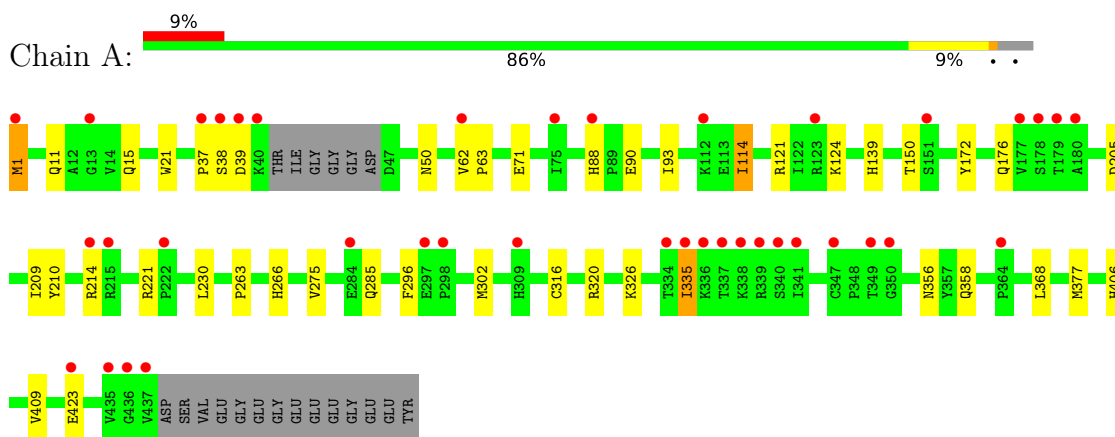 9%
Chain A:
86% 9% • •
M1 Q11 A12 G13 V14 Q15 W21 P37 S38 D39 K40 THR ILE GLY GLY GLY ASP D47 N50 V62 P63 E71 I75 H88 P89 E90 I93 K112 E113 I114 R121 I122 R123 K124 H139 T150 S151 Y172 Q176 V177 S178 T179 A180 D205
I209 Y210 R214 R215 R221 P222 L230 P263 H266 V275 E284 Q285 F296 E297 P298 M302 H309 C316 R320 K326 T334 I335 K336 T337 K338 R339 S340 I341 C347 P348 T349 G350 N356 Y357 Q358 P364 L368 M377 H406
V409 E423 V435 G436 V437 ASP SER VAL GLU GLY GLU GLY GLU GLU GLU GLY GLU GLU TYR